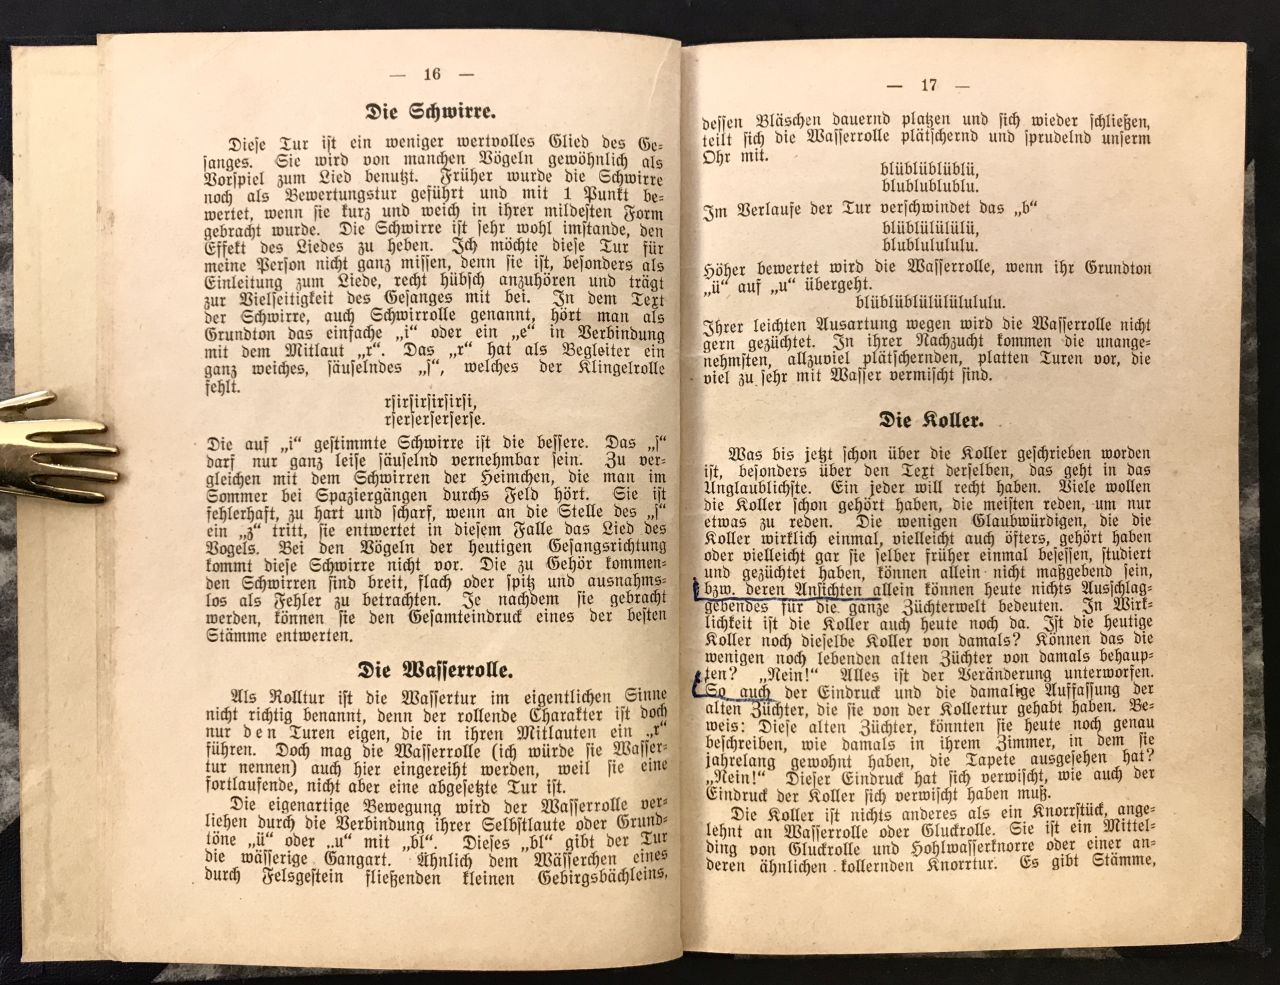 — 16 —
Die Schwirre.
Diese Tur ist ein weniger wertvolles Glied des Ge-
sanges. Sie wird von manchen Vögeln gewöhnlich als
Vorspiel zum Lied benutzt. Früher wurde die Schwirre
noch als Bewertungstur geführt und mit 1 Punkt be-
wertet, wenn sie kurz und weich in ihrer mildesten Form
gebracht wurde. Die Schwirre ist sehr wohl imstande, den
Effekt des Liedes zu heben. Ich möchte diese Tur für
meine Person nicht ganz missen, denn sie ist, besonders als
Einleitung zum Liede, recht hübsch anzuhören und trägt
zur Vielseitigkeit des Gesanges mit bei. In dem Text
der Schwirre, auch Schwirrolle genannt, hört man als
Grundton das einfache „i“ oder ein „e“ in Verbindung
mit dem Mitlaut „r“. Das „r“ hat als Begleiter ein
ganz weiches, säuselndes „s“, welches der Klingelrolle
fehlt.
rsirsirsirsirsi,
rsersersersersе.
Die auf „i“ gestimmte Schwirre ist die bessere. Das „s“
darf nur ganz leise säuselnd vernehmbar sein. Zu ver-
gleichen mit dem Schwirren der Heimchen, die man im
Sommer bei Spaziergängen durchs Feld hört. Sie ist
fehlerhaft, zu hart und scharf, wenn an die Stelle des „s“
ein „z“ tritt, sie entwertet in diesem Falle das Lied des
Vogels. Bei den Vögeln der heutigen Gesangsrichtung
kommt diese Schwirre nicht vor. Die zu Gehör kommen-
den Schwirren sind breit, flach oder spitz und ausnahms-
los als Fehler zu betrachten. Je nachdem sie gebracht
werden, können sie den Gesamteindruck eines der besten
Stämme entwerten.
Die Wasserrolle.
Als Rolltur ist die Wassertur im eigentlichen Sinne
nicht richtig benannt, denn der rollende Charakter ist doch
nur den Turen eigen, die in ihren Mitlauten ein „r“
führen. Doch mag die Wasserrolle (ich würde sie Wasser-
tur nennen) auch hier eingereiht werden, weil sie eine
fortlaufende, nicht aber eine abgesetzte Tur ist.
Die eigenartige Bewegung wird der Wasserrolle ver-
liehen durch die Verbindung ihrer Selbstlaute oder Grund-
töne „ü“ oder „u“ mit „bl“. Dieses „bl“ gibt der Tur
die wässerige Gangart. Ähnlich dem Wässerchen eines
durch Felsgestein fließenden kleinen Gebirgsbächleins,
— 17 —
dessen Bläschen dauernd platzen und sich wieder schließen,
teilt sich die Wasserrolle plätschernd und sprudelnd unserm
Ohr mit.
blüblüblüblü,
blublublublu.
Im Verlaufe der Tur verschwindet das „b“
blüblülülülü,
blublulululu.
Höher bewertet wird die Wasserrolle, wenn ihr Grundton
„ü“ auf „u“ übergeht.
blüblüblülülülululu.
Ihrer leichten Ausartung wegen wird die Wasserrolle nicht
gern gezüchtet. In ihrer Nachzucht kommen die unange-
nehmsten, allzuviel plätschernden, platten Turen vor, die
viel zu sehr mit Wasser vermischt sind.
Die Koller.
Was bis jetzt schon über die Koller geschrieben worden
ist, besonders über den Text derselben, das geht in das
Unglaublichste. Ein jeder will recht haben. Viele wollen
die Koller schon gehört haben, die meisten reden, um nur
etwas zu reden. Die wenigen Glaubwürdigen, die die
Koller wirklich einmal, vielleicht auch öfters, gehört haben
oder vielleicht gar sie selber früher einmal besessen, studiert
und gezüchtet haben, können allein nicht maßgebend sein,
bzw. deren Ansichten allein können heute nichts Ausschlag-
gebendes für die ganze Züchterwelt bedeuten. In Wirk-
lichkeit ist die Koller auch heute noch da. Ist die heutige
Koller noch dieselbe Koller von damals? Können das die
wenigen noch lebenden alten Züchter von damals behaup-
ten? „Nein!“ Alles ist der Veränderung unterworfen.
So auch der Eindruck und die damalige Auffassung der
alten Züchter, die sie von der Kollertur gehabt haben. Be-
weis: Diese alten Züchter, könnten sie heute noch genau
beschreiben, wie damals in ihrem Zimmer, in dem sie
jahrelang gewohnt haben, die Tapete ausgesehen hat?
„Nein!“ Dieser Eindruck hat sich verwischt, wie auch der
Eindruck der Koller sich verwischt haben muß.
Die Koller ist nichts anderes als ein Knorrstück, ange-
lehnt an Wasserrolle oder Gluckrolle. Sie ist ein Mittel-
ding von Gluckrolle und Hohlwasserknorre oder einer an-
deren ähnlichen kollernden Knorrtur. Es gibt Stämme,